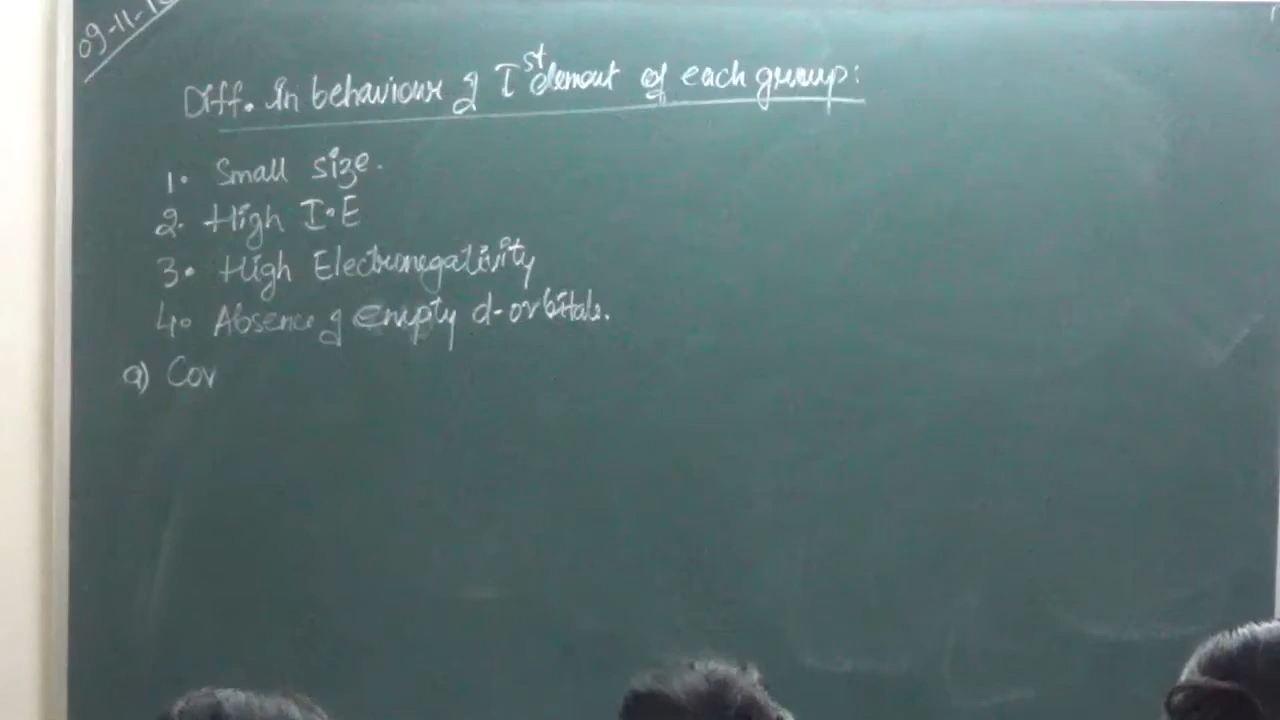 09-11-1
Diff. in behaviour of Ist element of each group:
1. Small size.
2. High I.E
3. High Electronegativity
4. Absence of empty d-orbitals.
a) Cov